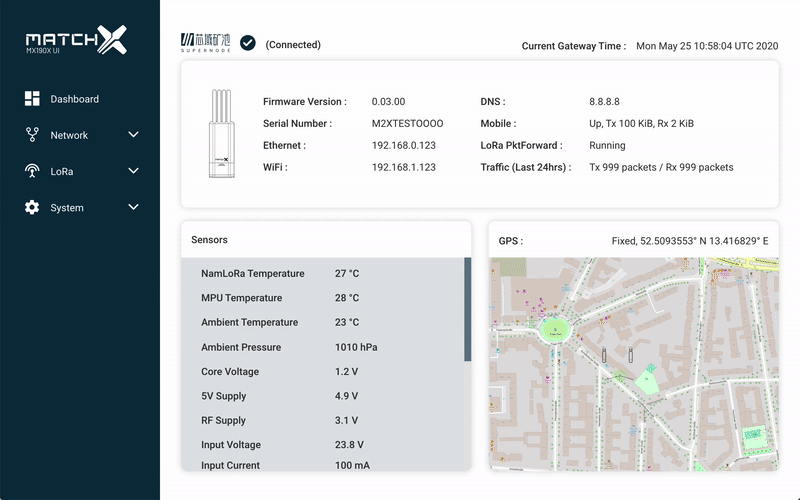 MATCHX
MX190X UI
Dashboard
Network
LoRa
System
芯域矿池
SUPERNODE
(Connected)
Current Gateway Time : Mon May 25 10:58:04 UTC 2020
Firmware Version : 0.03.00
Serial Number : M2XTESTOOOO
Ethernet : 192.168.0.123
WiFi : 192.168.1.123
DNS : 8.8.8.8
Mobile : Up, Tx 100 KiB, Rx 2 KiB
LoRa PktForward : Running
Traffic (Last 24hrs) : Tx 999 packets / Rx 999 packets
Sensors
NamLoRa Temperature 27 °C
MPU Temperature 28 °C
Ambient Temperature 23 °C
Ambient Pressure 1010 hPa
Core Voltage 1.2 V
5V Supply 4.9 V
RF Supply 3.1 V
Input Voltage 23.8 V
Input Current 100 mA
GPS : Fixed, 52.5093553° N 13.416829° E